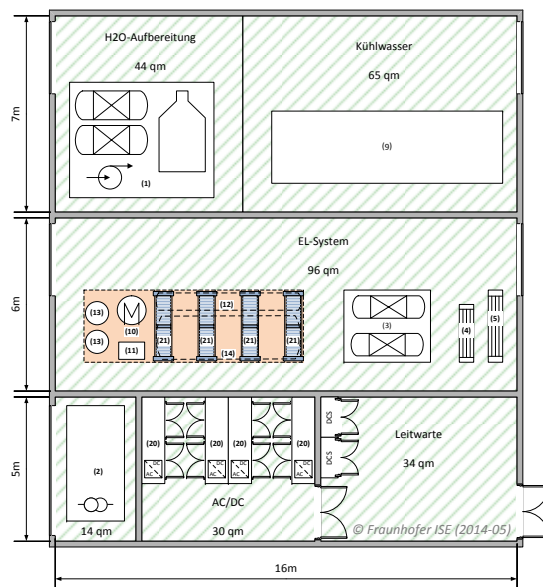 H2O-Aufbereitung
44 qm
Kühlwasser
65 qm
7m
(1)
(9)
EL-System
96 qm
6m
(13)
(13)
(10)
(11)
(12)
(21)
(21)
(21)
(21)
(14)
(3)
(4)
(5)
5m
(2)
14 qm
(20)
(20)
(20)
(20)
DC
AC
DC
AC
DC
AC
DC
AC
AC/DC
30 qm
DCS
DCS
Leitwarte
34 qm
© Fraunhofer ISE (2014-05)
16m